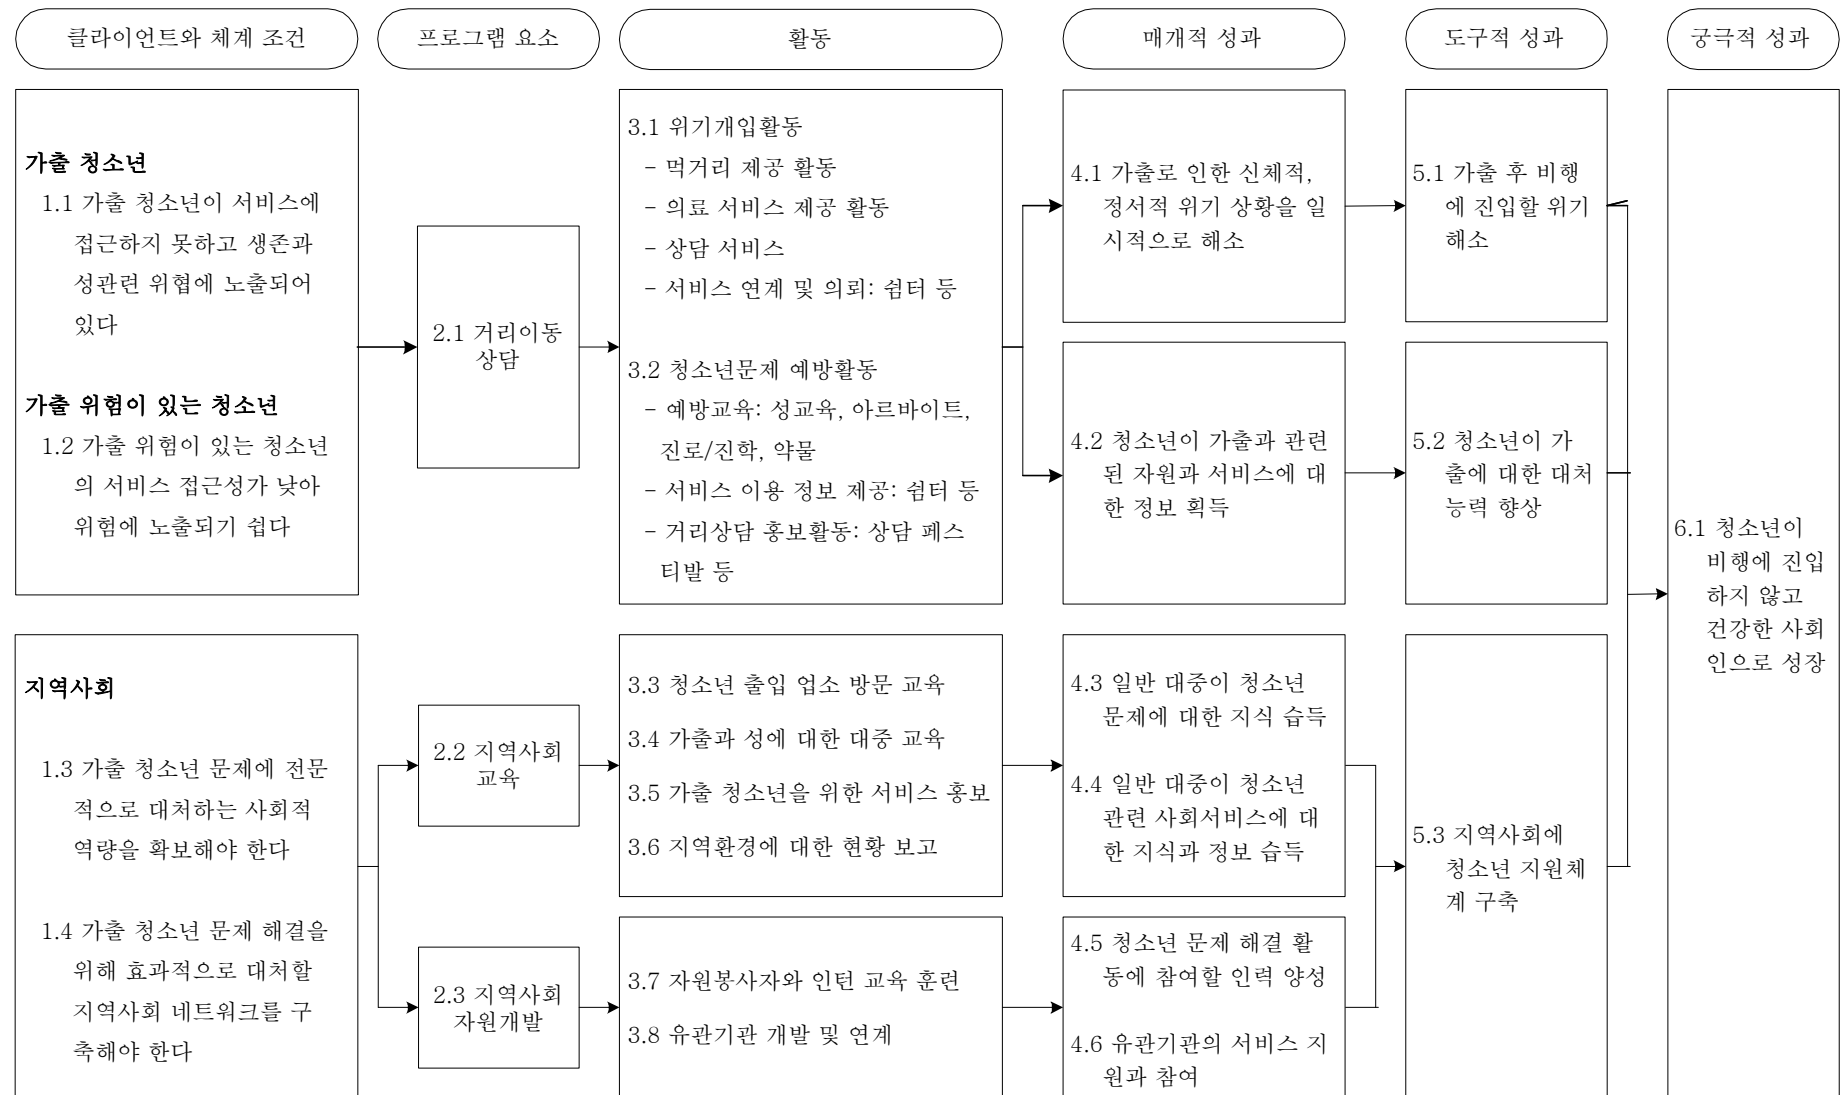 클라이언트와 체계 조건
프로그램 요소
활동
매개적 성과
도구적 성과
궁극적 성과
가출 청소년
1.1 가출 청소년이 서비스에
접근하지 못하고 생존과
성관련 위협에 노출되어
있다
가출 위험이 있는 청소년
1.2 가출 위험이 있는 청소년
의 서비스 접근성가 낮아
위험에 노출되기 쉽다
2.1 거리이동
상담
3.1 위기개입활동
- 먹거리 제공 활동
- 의료 서비스 제공 활동
- 상담 서비스
- 서비스 연계 및 의뢰: 쉼터 등
3.2 청소년문제 예방활동
- 예방교육: 성교육, 아르바이트,
진로/진학, 약물
- 서비스 이용 정보 제공: 쉼터 등
- 거리상담 홍보활동: 상담 페스
티발 등
4.1 가출로 인한 신체적,
정서적 위기 상황을 일
시적으로 해소
4.2 청소년이 가출과 관련
된 자원과 서비스에 대
한 정보 획득
5.1 가출 후 비행
에 진입할 위기
해소
5.2 청소년이 가
출에 대한 대처
능력 향상
6.1 청소년이
비행에 진입
하지 않고
건강한 사회
인으로 성장
지역사회
1.3 가출 청소년 문제에 전문
적으로 대처하는 사회적
역량을 확보해야 한다
1.4 가출 청소년 문제 해결을
위해 효과적으로 대처할
지역사회 네트워크를 구
축해야 한다
2.2 지역사회
교육
2.3 지역사회
자원개발
3.3 청소년 출입 업소 방문 교육
3.4 가출과 성에 대한 대중 교육
3.5 가출 청소년을 위한 서비스 홍보
3.6 지역환경에 대한 현황 보고
3.7 자원봉사자와 인턴 교육 훈련
3.8 유관기관 개발 및 연계
4.3 일반 대중이 청소년
문제에 대한 지식 습득
4.4 일반 대중이 청소년
관련 사회서비스에 대
한 지식과 정보 습득
4.5 청소년 문제 해결 활
동에 참여할 인력 양성
4.6 유관기관의 서비스 지
원과 참여
5.3 지역사회에
청소년 지원체
계 구축